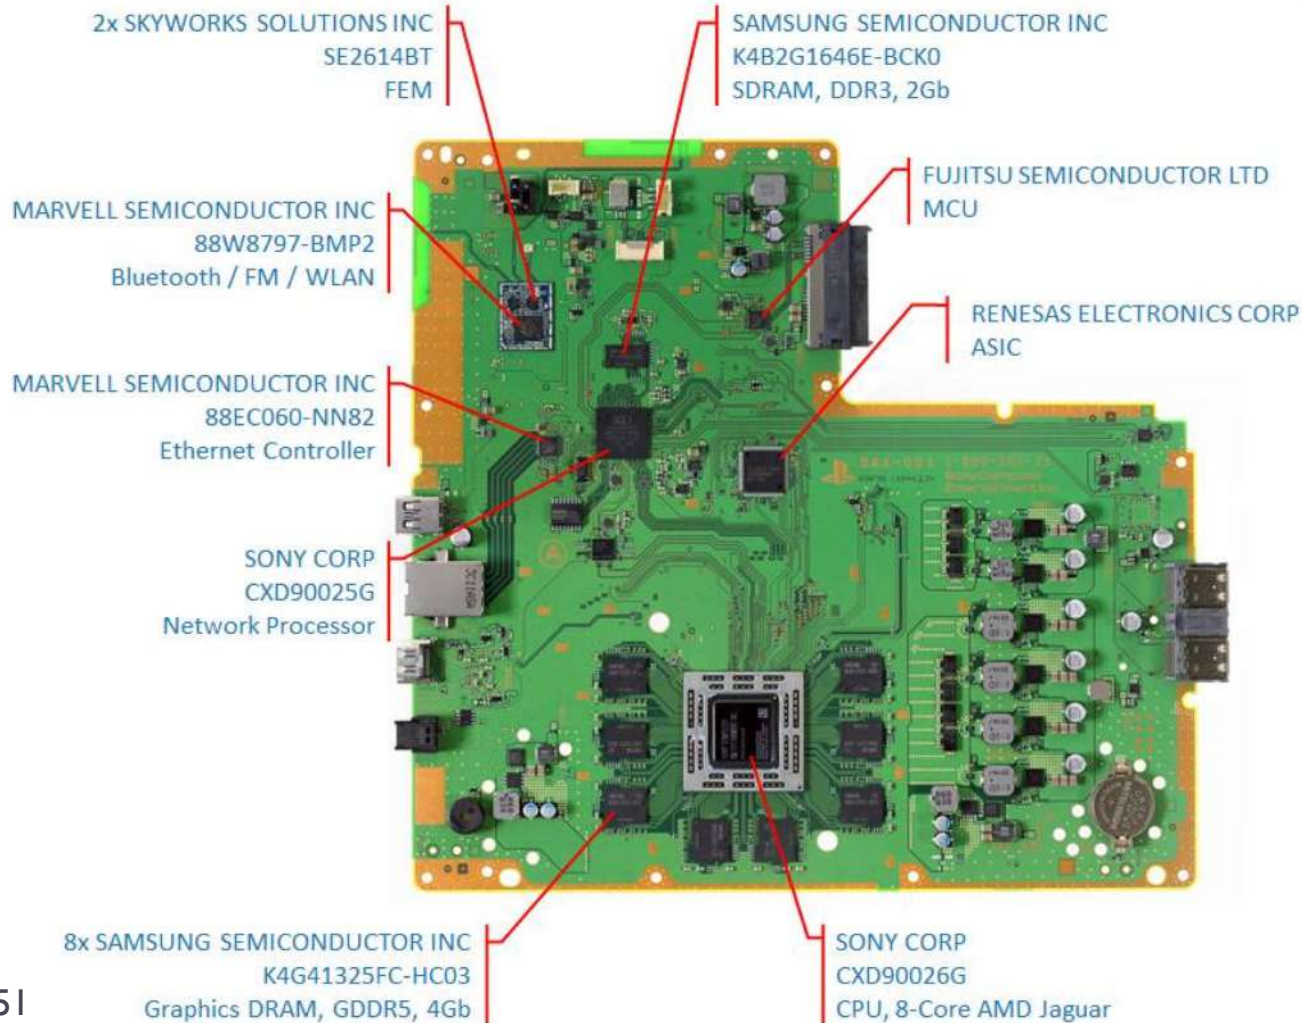 2x SKYWORKS SOLUTIONS INC
SE2614BT
FEM
SAMSUNG SEMICONDUCTOR INC
K4B2G1646E-BCK0
SDRAM, DDR3, 2Gb
MARVELL SEMICONDUCTOR INC
88W8797-BMP2
Bluetooth / FM / WLAN
FUJITSU SEMICONDUCTOR LTD
MCU
RENESAS ELECTRONICS CORP
ASIC
MARVELL SEMICONDUCTOR INC
88EC060-NN82
Ethernet Controller
SONY CORP
CXD90025G
Network Processor
8x SAMSUNG SEMICONDUCTOR INC
K4G41325FC-HC03
Graphics DRAM, GDDR5, 4Gb
SONY CORP
CXD90026G
CPU, 8-Core AMD Jaguar